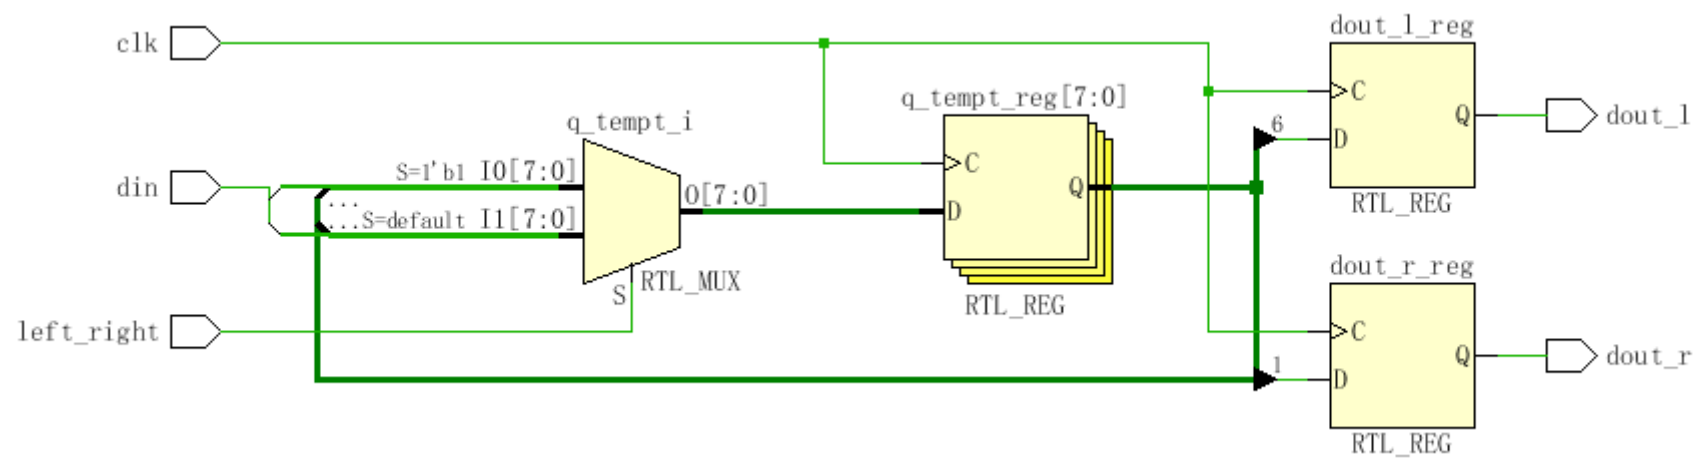 dout_l_reg
clk
q_tempt_reg[7:0]
C
q_tempt_i
6
Q
dout_l
C
D
S=1'b1 I0[7:0]
din
...
O[7:0]
Q
RTL_REG
...S=default I1[7:0]
D
dout_r_reg
S
RTL_MUX
RTL_REG
left_right
C
1
Q
dout_r
D
RTL_REG